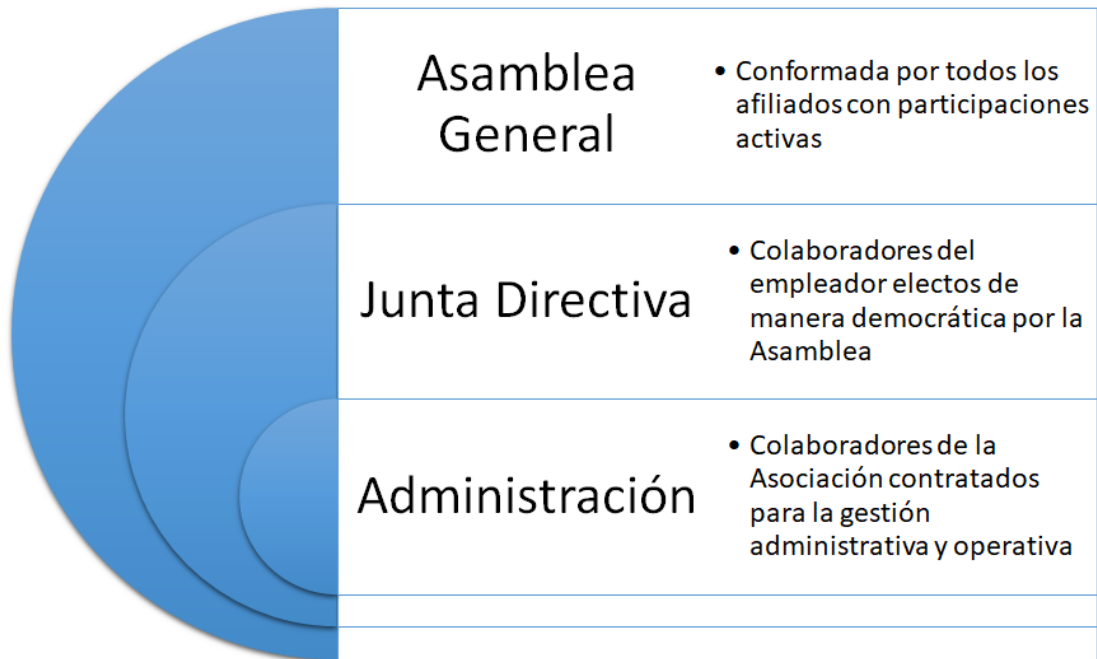 Asamblea
General
• Conformada por todos los
afiliados con participaciones
activas
Junta Directiva
• Colaboradores del
empleador electos de
manera democrática por la
Asamblea
Administración
• Colaboradores de la
Asociación contratados
para la gestión
administrativa y operativa